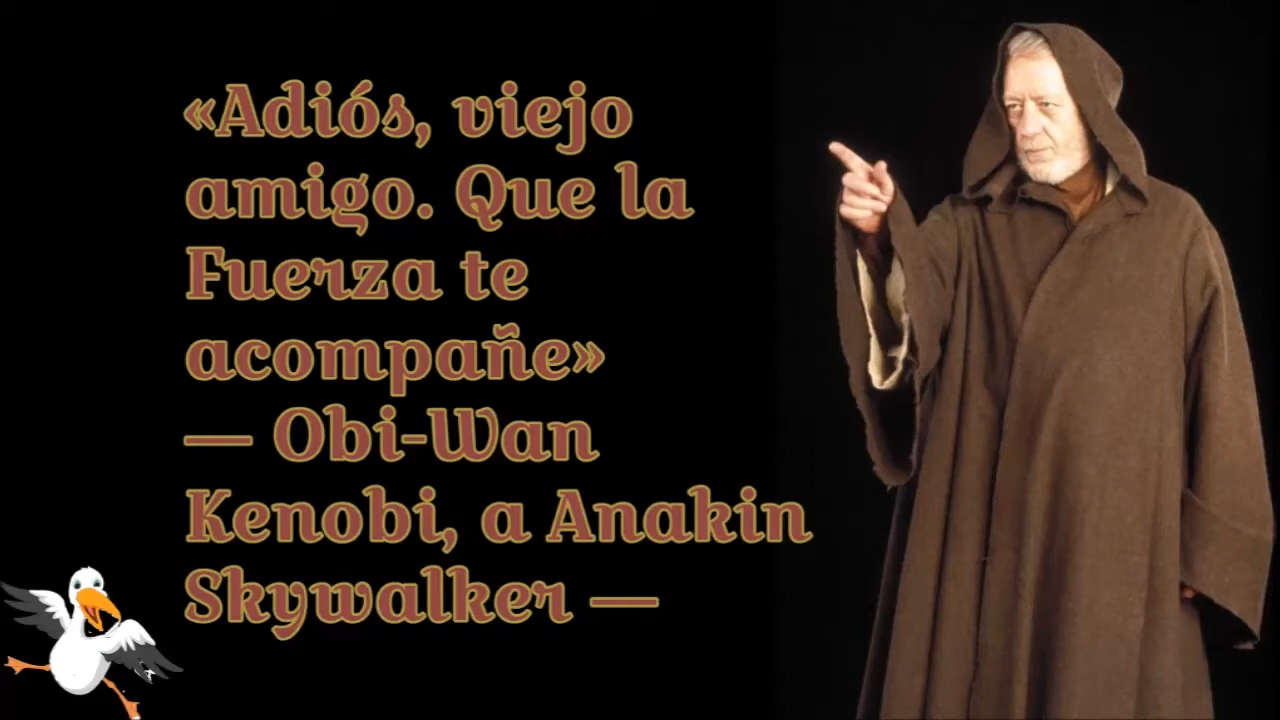 «Adiós, viejo
amigo. Que la
Fuerza te
acompañe»
— Obi-Wan
Kenobi, a Anakin
Skywalker —